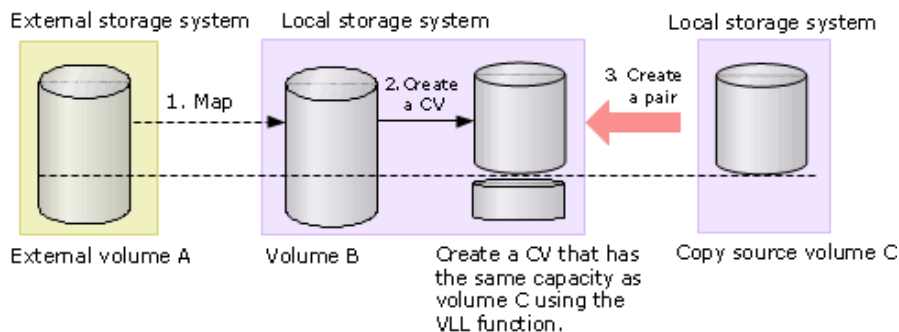 External storage system
Local storage system
Local storage system
1. Map
2. Create
a CV
3. Create
a pair
External volume A
Volume B
Create a CV that has
the same capacity as
volume C using the
VLL function.
Copy source volume C